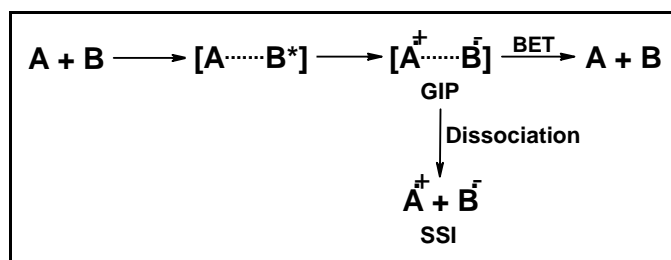 A + B [A······B*] [A•+······B•-] BET A + B
GIP
Dissociation
A•+ + B•-
SSI